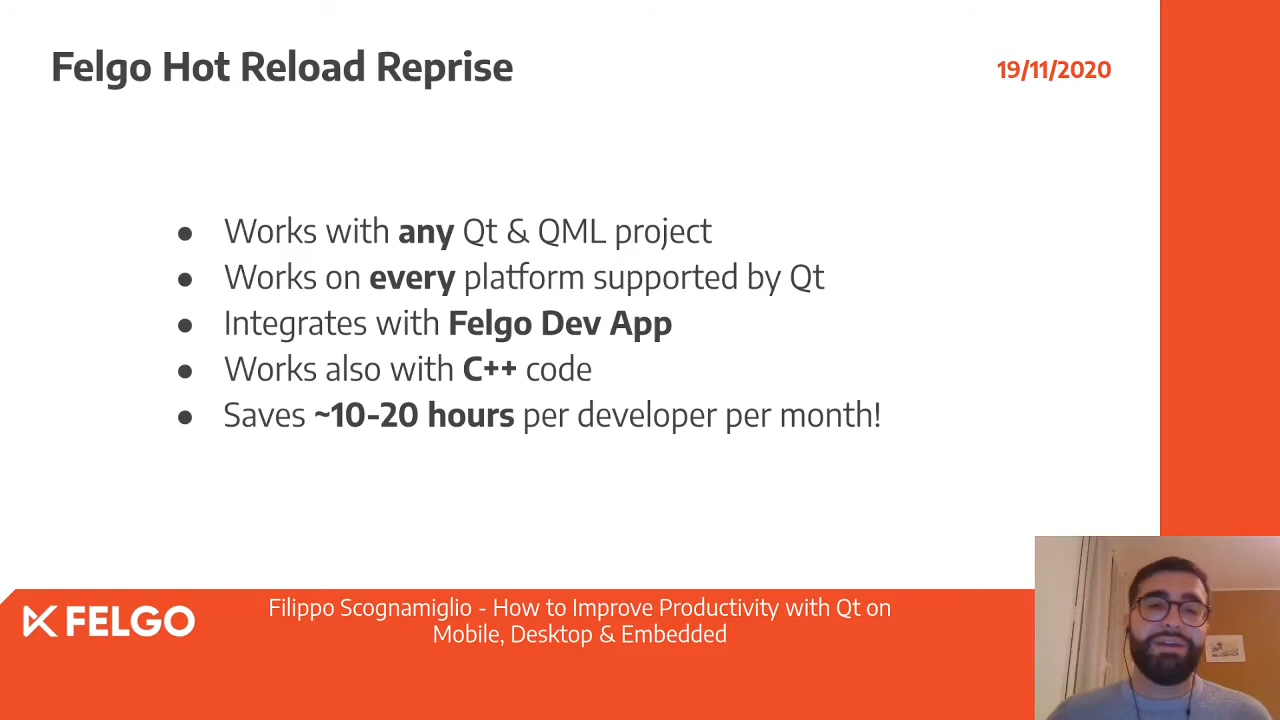 Felgo Hot Reload Reprise
19/11/2020
● Works with any Qt & QML project
● Works on every platform supported by Qt
● Integrates with Felgo Dev App
● Works also with C++ code
● Saves ~10-20 hours per developer per month!
FELGO
Filippo Scognamiglio - How to Improve Productivity with Qt on
Mobile, Desktop & Embedded